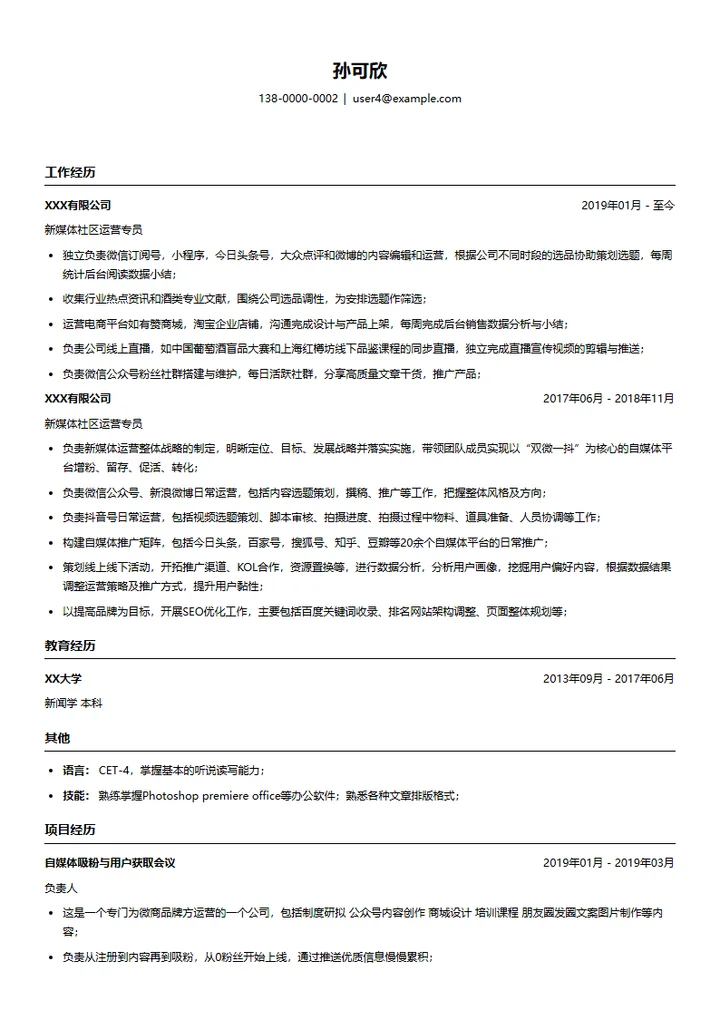 孙可欣
138-0000-0002 | user4@example.com
工作经历
XXX有限公司 2019年01月 - 至今
新媒体社区运营专员
• 独立负责微信订阅号，小程序，今日头条号，大众点评和微博的内容编辑和运营，根据公司不同时段的选品协助策划选题，每周
统计后台阅读数据小结；
• 收集行业热点资讯和酒类专业文献，围绕公司选品调性，为安排选题作筛选；
• 运营电商平台如有赞商城，淘宝企业店铺，沟通完成设计与产品上架，每周完成后台销售数据分析与小结；
• 负责公司线上直播，如中国葡萄酒盲品大赛和上海红樽坊线下品鉴课程的同步直播，独立完成直播宣传视频的剪辑与推送；
• 负责微信公众号粉丝社群搭建与维护，每日活跃社群，分享高质量文章干货，推广产品；
XXX有限公司 2017年06月 - 2018年11月
新媒体社区运营专员
• 负责新媒体运营整体战略的制定，明晰定位、目标、发展战略并落实实施，带领团队成员实现以“双微一抖”为核心的自媒体平
台增粉、留存、促活、转化；
• 负责微信公众号、新浪微博日常运营，包括内容选题策划，撰稿、推广等工作，把握整体风格及方向；
• 负责抖音号日常运营，包括视频选题策划、脚本审核、拍摄进度、拍摄过程中物料、道具准备、人员协调等工作；
• 构建自媒体推广矩阵，包括今日头条，百家号，搜狐号、知乎、豆瓣等20余个自媒体平台的日常推广；
• 策划线上线下活动，开拓推广渠道、KOL合作，资源置换等，进行数据分析，分析用户画像，挖掘用户偏好内容，根据数据结果
调整运营策略及推广方式，提升用户黏性；
• 以提高品牌为目标，开展SEO优化工作，主要包括百度关键词收录、排名网站架构调整、页面整体规划等；
教育经历
XX大学 2013年09月 - 2017年06月
新闻学 本科
其他
• 语言： CET-4，掌握基本的听说读写能力；
• 技能： 熟练掌握Photoshop premiere office等办公软件；熟悉各种文章排版格式；
项目经历
自媒体吸粉与用户获取会议 2019年01月 - 2019年03月
负责人
• 这是一个专门为微商品牌方运营的一个公司，包括制度研拟 公众号内容创作 商城设计 培训课程 朋友圈发圈文案图片制作等内
容；
• 负责从注册到内容再到吸粉，从0粉丝开始上线，通过推送优质信息慢慢累积；